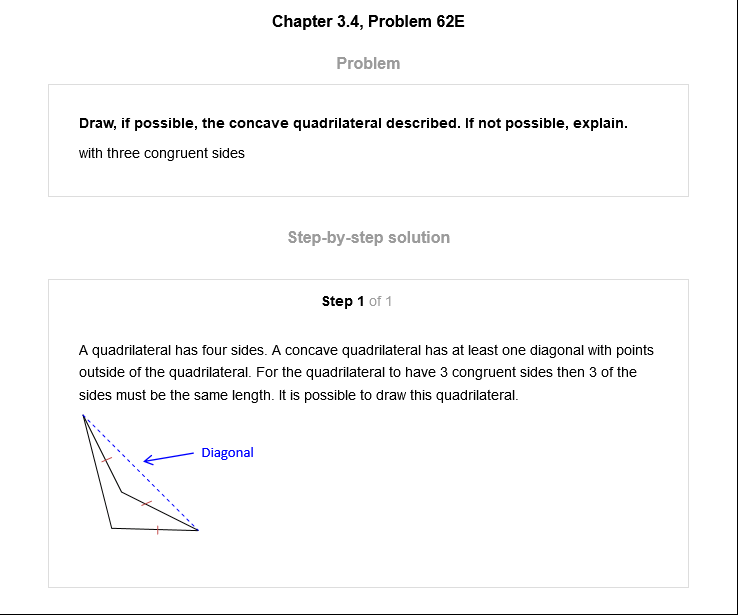 Chapter 3.4, Problem 62E
Problem
Draw, if possible, the concave quadrilateral described. If not possible, explain.
with three congruent sides
Step-by-step solution
Step 1 of 1
A quadrilateral has four sides. A concave quadrilateral has at least one diagonal with points
outside of the quadrilateral. For the quadrilateral to have 3 congruent sides then 3 of the
sides must be the same length. It is possible to draw this quadrilateral.
Diagonal